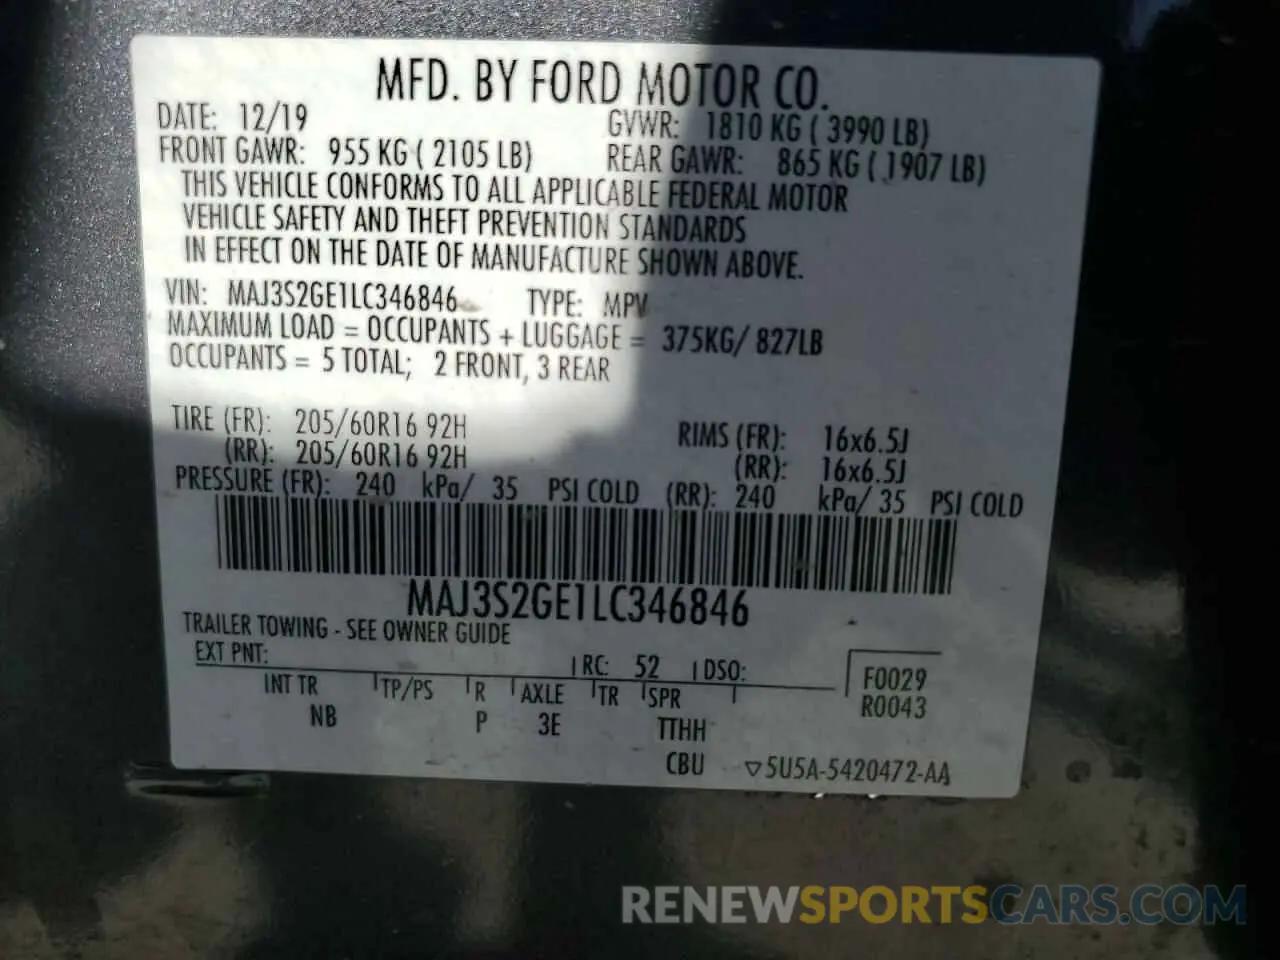 MFD. BY FORD MOTOR CO.
DATE: 12/19 GVWR: 1810 KG ( 3990 LB)
FRONT GAWR: 955 KG ( 2105 LB) REAR GAWR: 865 KG ( 1907 LB)
THIS VEHICLE CONFORMS TO ALL APPLICABLE FEDERAL MOTOR
VEHICLE SAFETY AND THEFT PREVENTION STANDARDS
IN EFFECT ON THE DATE OF MANUFACTURE SHOWN ABOVE.
VIN: MAJ3S2GE1LC346846 TYPE: MPV
MAXIMUM LOAD = OCCUPANTS + LUGGAGE = 375KG/ 827LB
OCCUPANTS = 5 TOTAL; 2 FRONT, 3 REAR
TIRE (FR): 205/60R16 92H RIMS (FR): 16x6.5J
(RR): 205/60R16 92H (RR): 16x6.5J
PRESSURE (FR): 240 kPa/ 35 PSI COLD (RR): 240 kPa/ 35 PSI COLD
MAJ3S2GE1LC346846
TRAILER TOWING - SEE OWNER GUIDE
EXT PNT: RC: 52 DSO:
INT TR TP/PS R AXLE TR SPR
NB P 3E TTHH
F0029
R0043
CBU ▽5U5A-5420472-AA
RENEWSPORTSCARS.COM